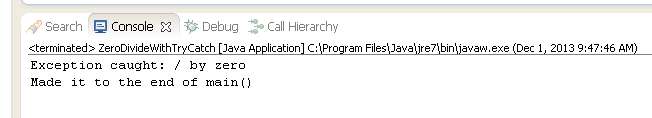 Search Console Debug Call Hierarchy
<terminated> ZeroDivideWithTryCatch [Java Application] C:\Program Files\Java\jre7\bin\javaw.exe (Dec 1, 2013 9:47:46 AM)
Exception caught: / by zero
Made it to the end of main()